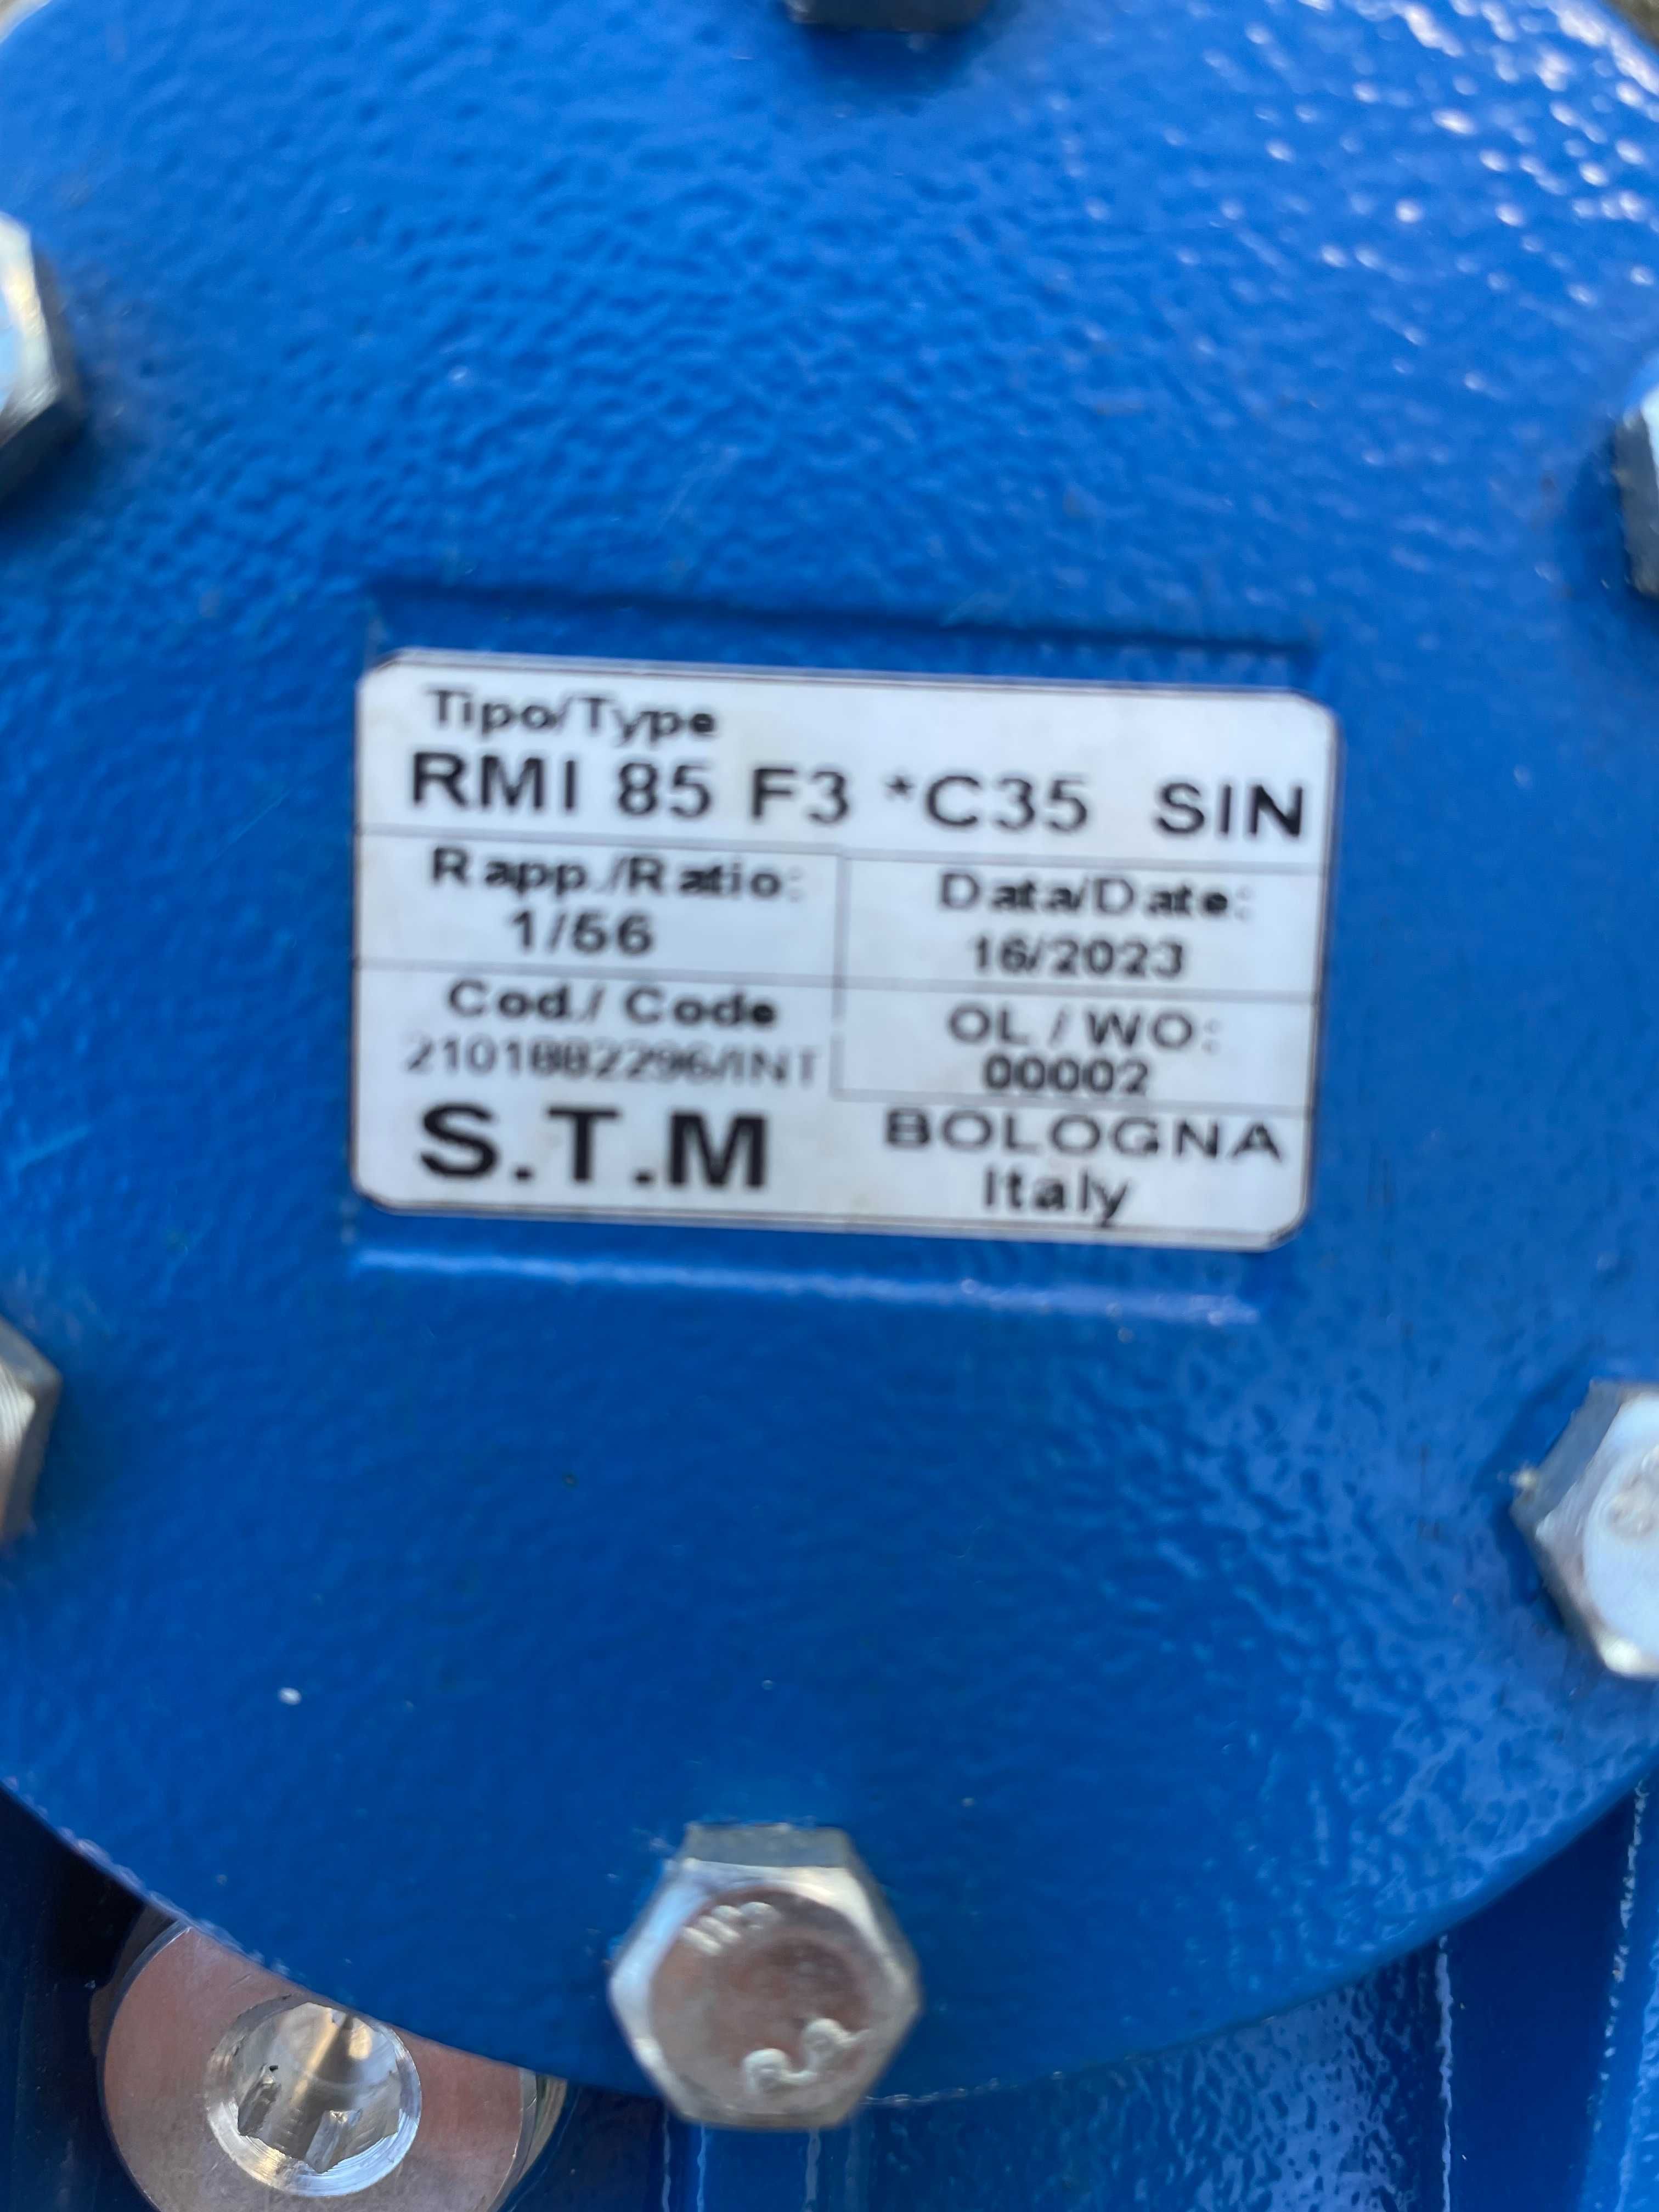 Tipo/Type
RMI 85 F3 *C35 SIN
Rapp./Ratio:
1/56
Data/Date:
16/2023
Cod./ Code
2101882296/INT
OL / WO:
00002
S.T.M
BOLOGNA
Italy